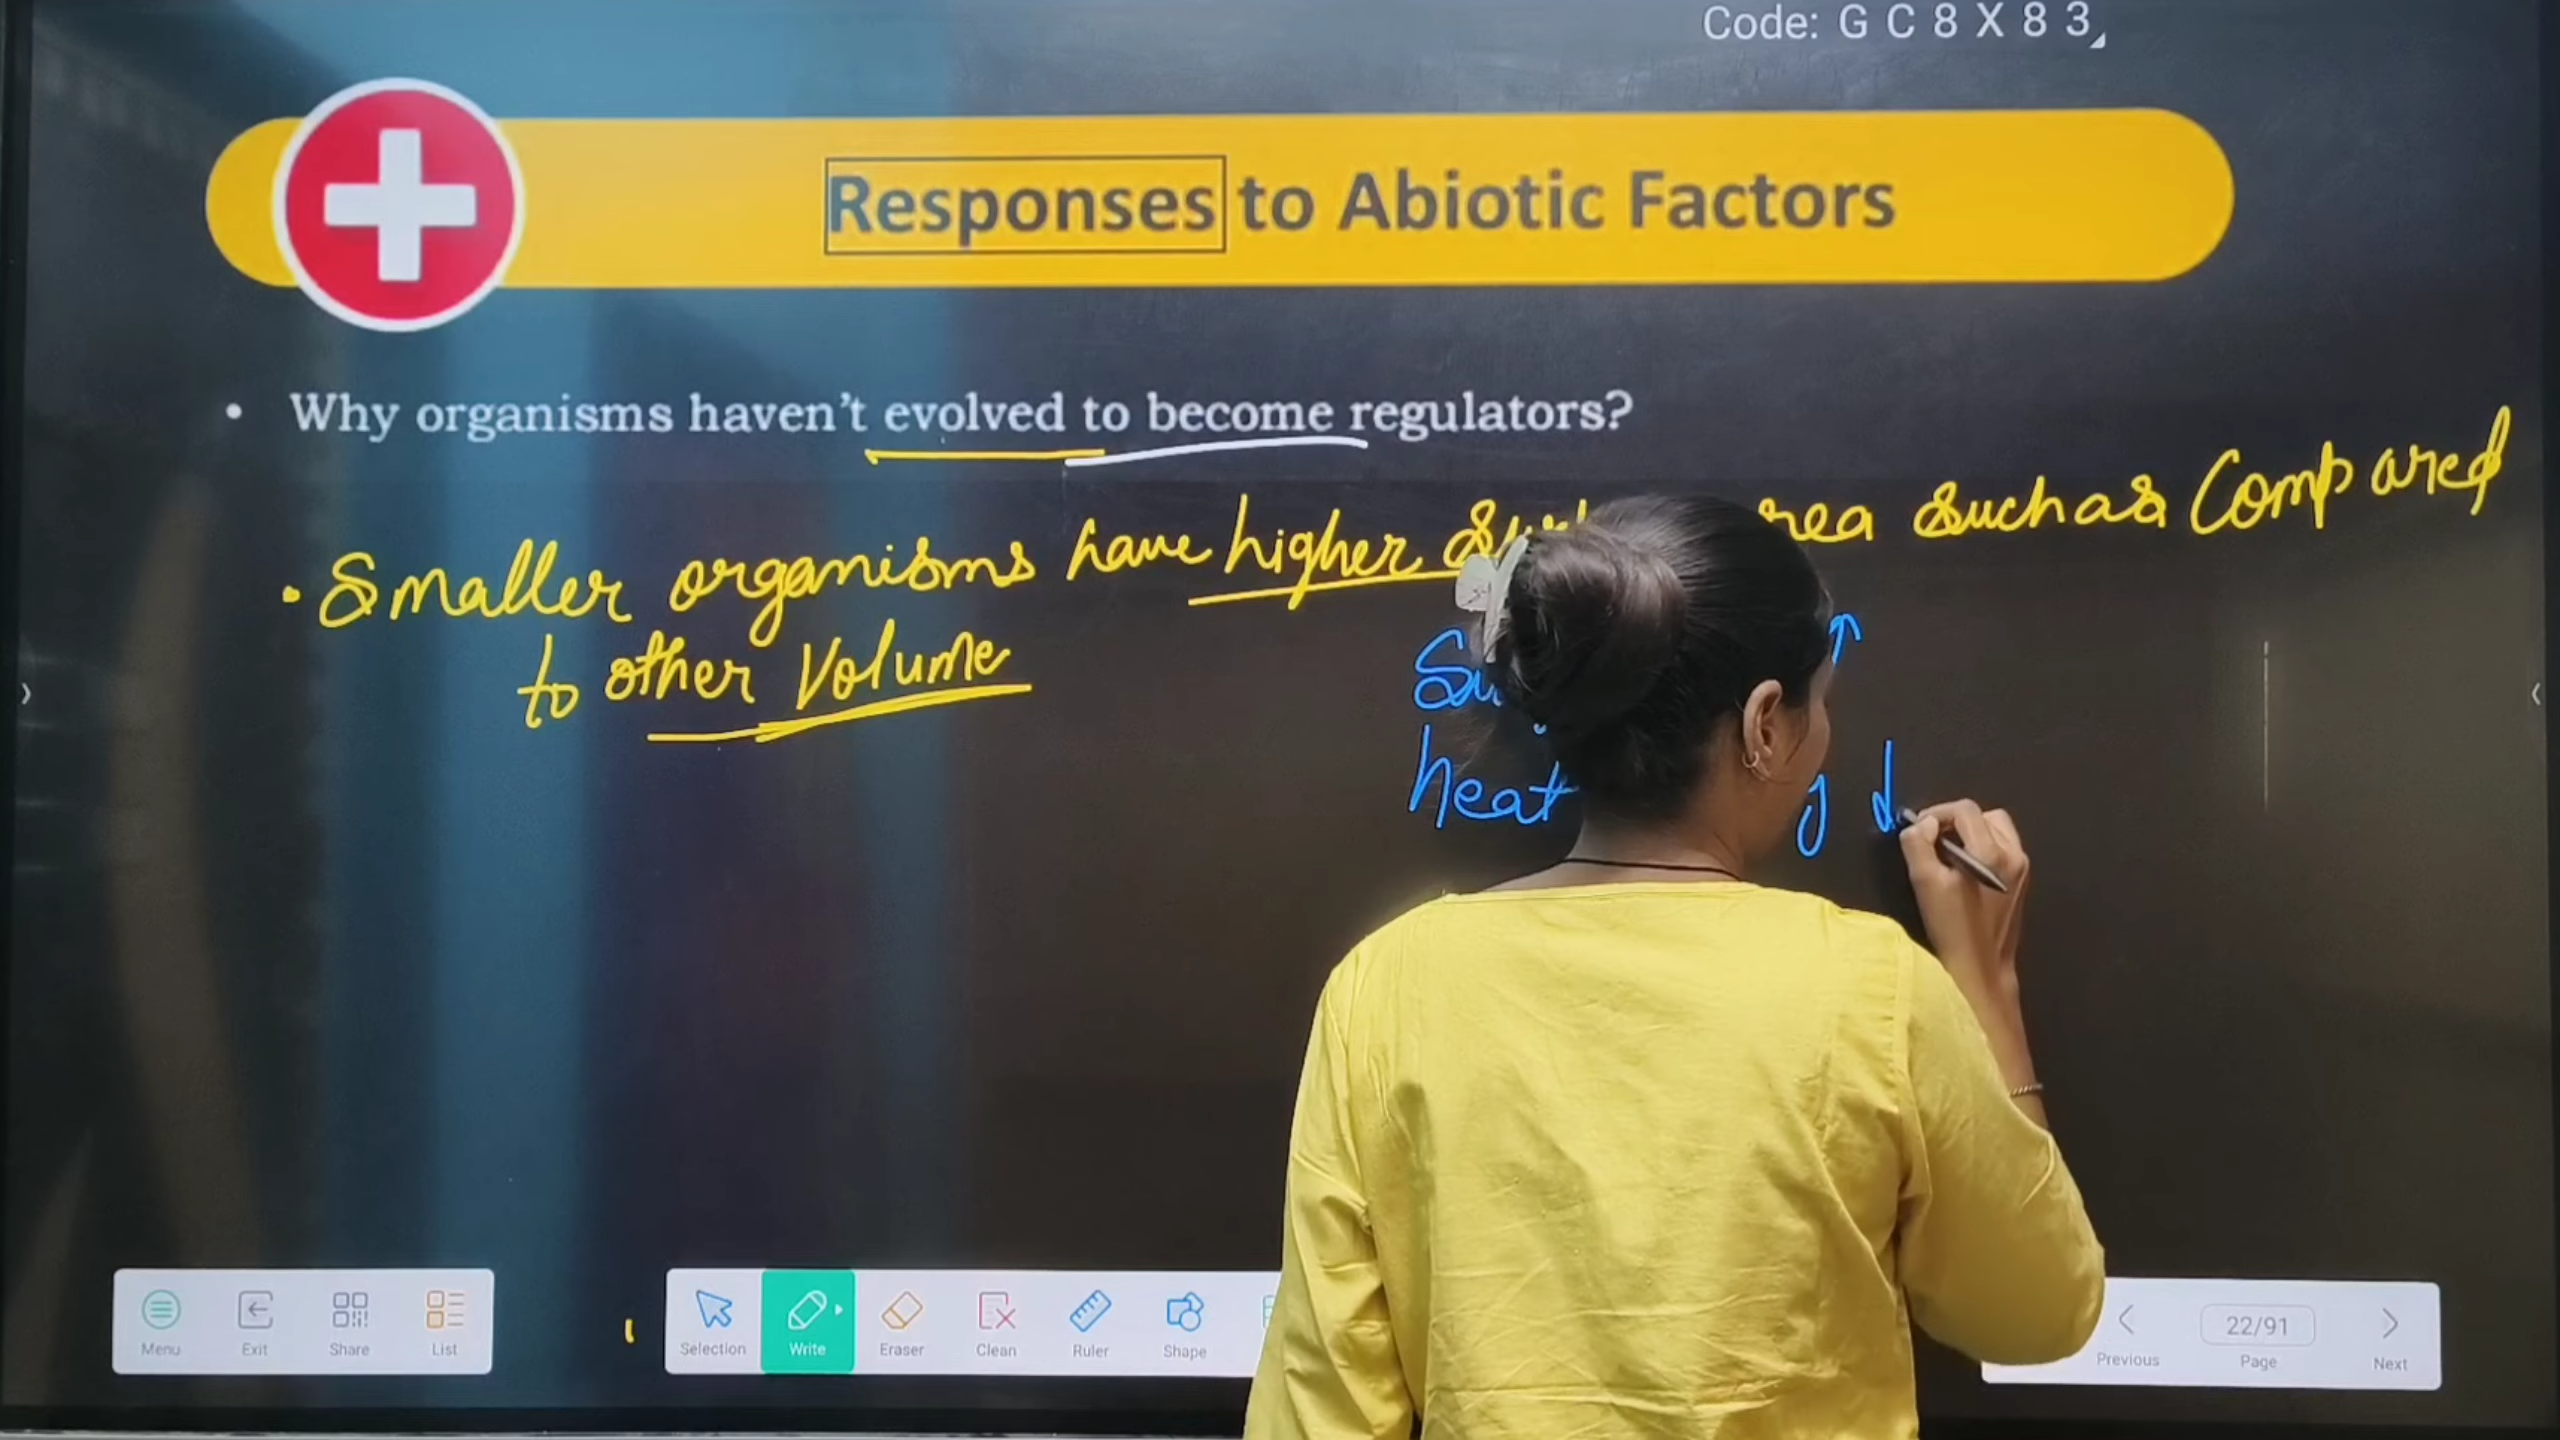 Code: G C 8 X 8 3
Responses to Abiotic Factors
• Why organisms haven't evolved to become regulators?
• Smaller organisms have higher such as Compared
to other Volume
heat
Menu Exit Share List
Selection Write Eraser Clean Ruler Shape
Previous 22/91 Page Next